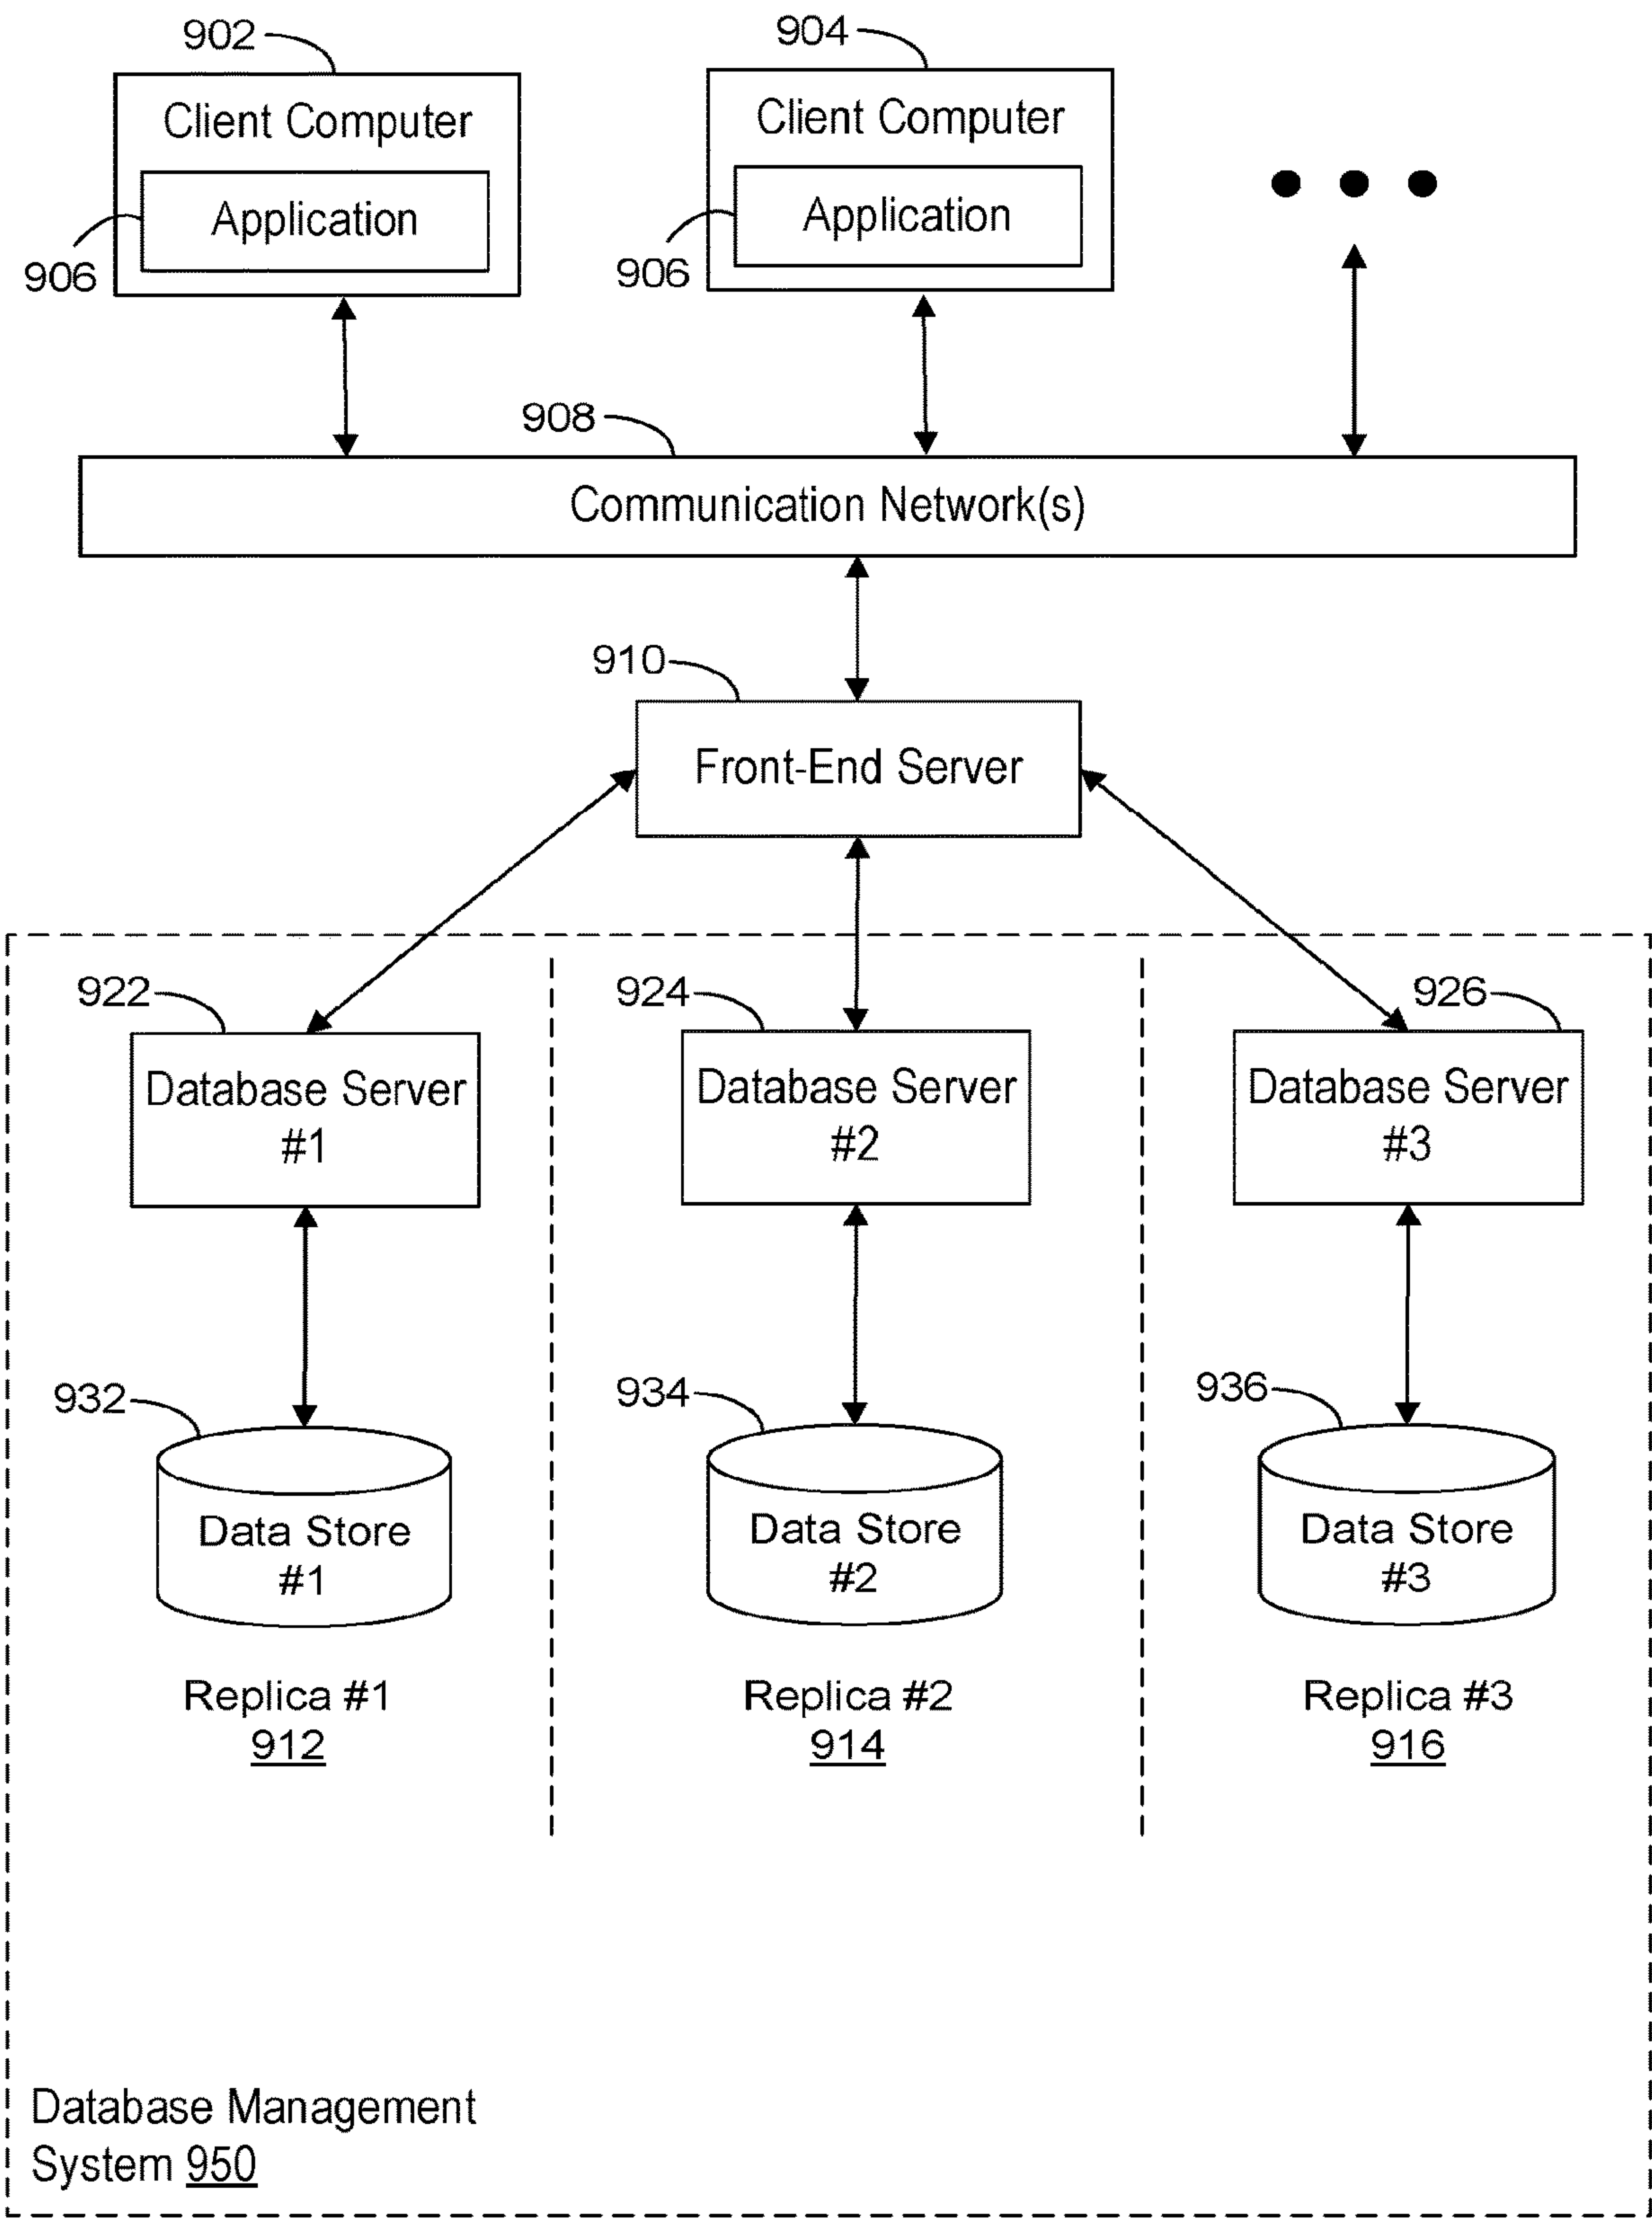 902
904
Client Computer
Client Computer
Application
Application
906
906
908
Communication Network(s)
910
Front-End Server
922
924
926
Database Server
#1
Database Server
#2
Database Server
#3
932
934
936
Data Store
#1
Data Store
#2
Data Store
#3
Replica #1
912
Replica #2
914
Replica #3
916
Database Management
System 950